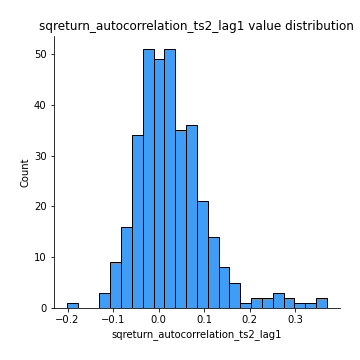 sqreturn_autocorrelation_ts2_lag1 value distribution
50
40
30
20
10
0
Count
−0.2 −0.1 0.0 0.1 0.2 0.3
sqreturn_autocorrelation_ts2_lag1